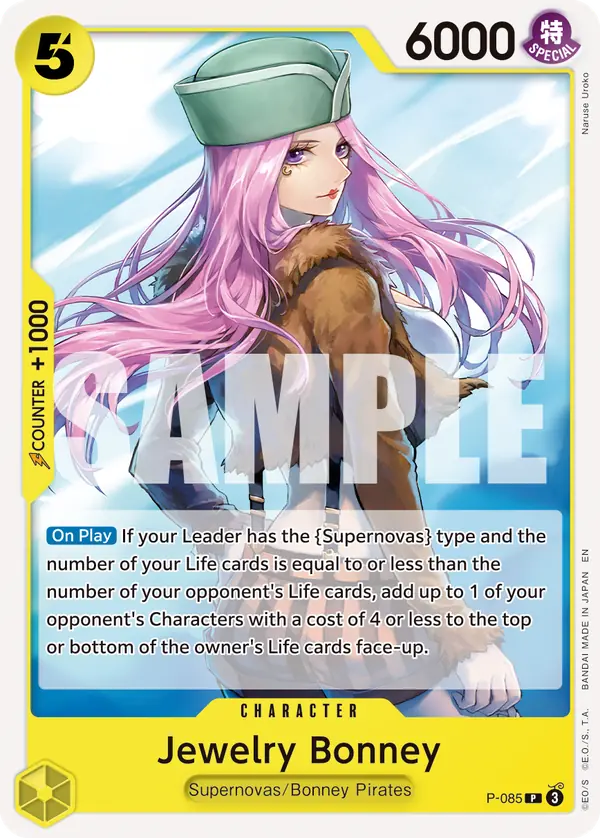 5
6000
特
SPECIAL
Naruse Uroko
COUNTER +1000
SAMPLE
On Play If your Leader has the {Supernovas} type and the
number of your Life cards is equal to or less than the
number of your opponent's Life cards, add up to 1 of your
opponent's Characters with a cost of 4 or less to the top
or bottom of the owner's Life cards face-up.
CHARACTER
Jewelry Bonney
Supernovas/Bonney Pirates
P-085 P 3
©E.O/S ©E.O./S., T.A. BANDAI MADE IN JAPAN EN